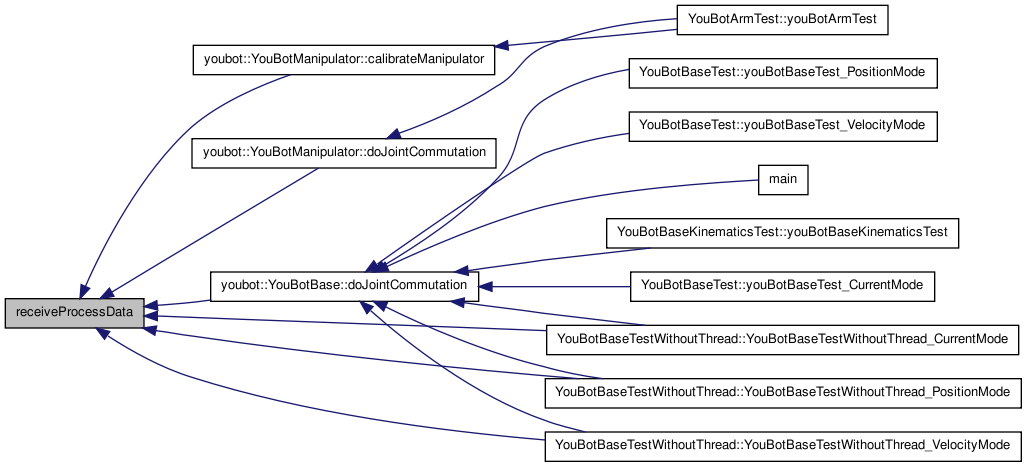 YouBotArmTest::youBotArmTest
youbot::YouBotManipulator::calibrateManipulator
YouBotBaseTest::youBotBaseTest_PositionMode
YouBotBaseTest::youBotBaseTest_VelocityMode
youbot::YouBotManipulator::doJointCommutation
main
YouBotBaseKinematicsTest::youBotBaseKinematicsTest
youbot::YouBotBase::doJointCommutation
YouBotBaseTest::youBotBaseTest_CurrentMode
receiveProcessData
YouBotBaseTestWithoutThread::YouBotBaseTestWithoutThread_CurrentMode
YouBotBaseTestWithoutThread::YouBotBaseTestWithoutThread_PositionMode
YouBotBaseTestWithoutThread::YouBotBaseTestWithoutThread_VelocityMode